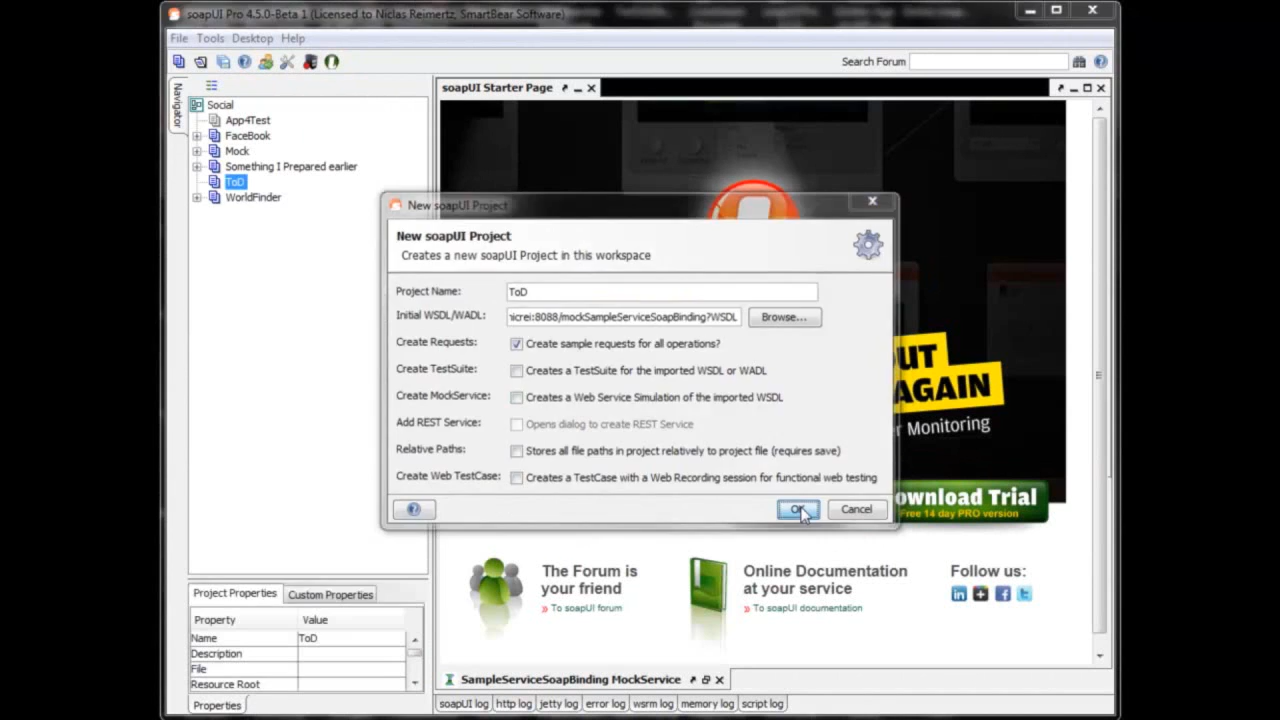 soapUI Pro 4.5.0-Beta 1 (Licensed to Niclas Reimertz, SmartBear Software)
File Tools Desktop Help
Search Forum
Navigator
Social
App4Test
FaceBook
Mock
Something I Prepared earlier
ToD
WorldFinder
soapUI Starter Page
New soapUI Project
New soapUI Project
Creates a new soapUI Project in this workspace
Project Name: ToD
Initial WSDL/WADL: nicrei:8088/mockSampleServiceSoapBinding?WSDL Browse...
Create Requests: Create sample requests for all operations?
Create TestSuite: Creates a TestSuite for the imported WSDL or WADL
Create MockService: Creates a Web Service Simulation of the imported WSDL
Add REST Service: Opens dialog to create REST Service
Relative Paths: Stores all file paths in project relatively to project file (requires save)
Create Web TestCase: Creates a TestCase with a Web Recording session for functional web testing
OK Cancel
OUT
AGAIN
r Monitoring
ownload Trial
Free 14 day PRO version
The Forum is
your friend
» To soapUI forum
Online Documentation
at your service
» To soapUI documentation
Follow us:
Project Properties Custom Properties
Property Value
Name ToD
Description
File
Resource Root
Properties
SampleServiceSoapBinding MockService
soapUI log http log jetty log error log wsrm log memory log script log